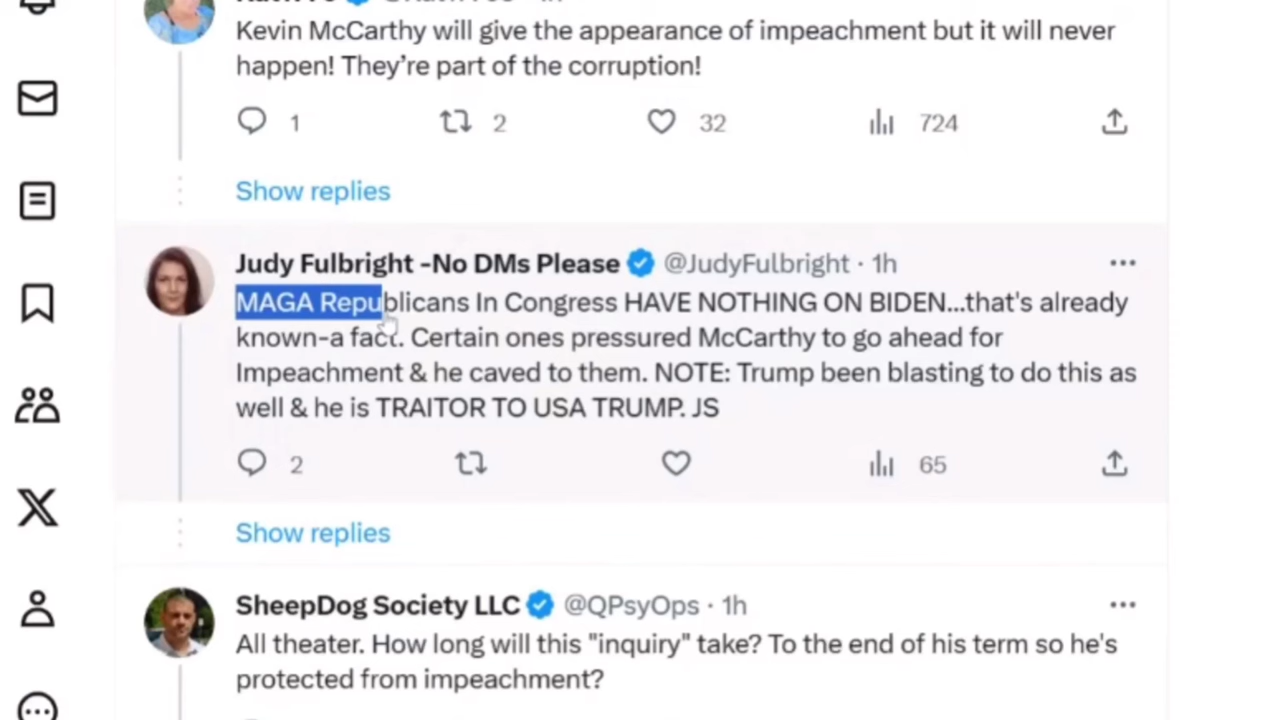 Kevin McCarthy will give the appearance of impeachment but it will never
happen! They're part of the corruption!
1 2 32 724
Show replies
Judy Fulbright -No DMs Please @JudyFulbright · 1h
MAGA Republicans In Congress HAVE NOTHING ON BIDEN...that's already
known-a fact. Certain ones pressured McCarthy to go ahead for
Impeachment & he caved to them. NOTE: Trump been blasting to do this as
well & he is TRAITOR TO USA TRUMP. JS
2 65
Show replies
SheepDog Society LLC @QPsyOps · 1h
All theater. How long will this "inquiry" take? To the end of his term so he's
protected from impeachment?